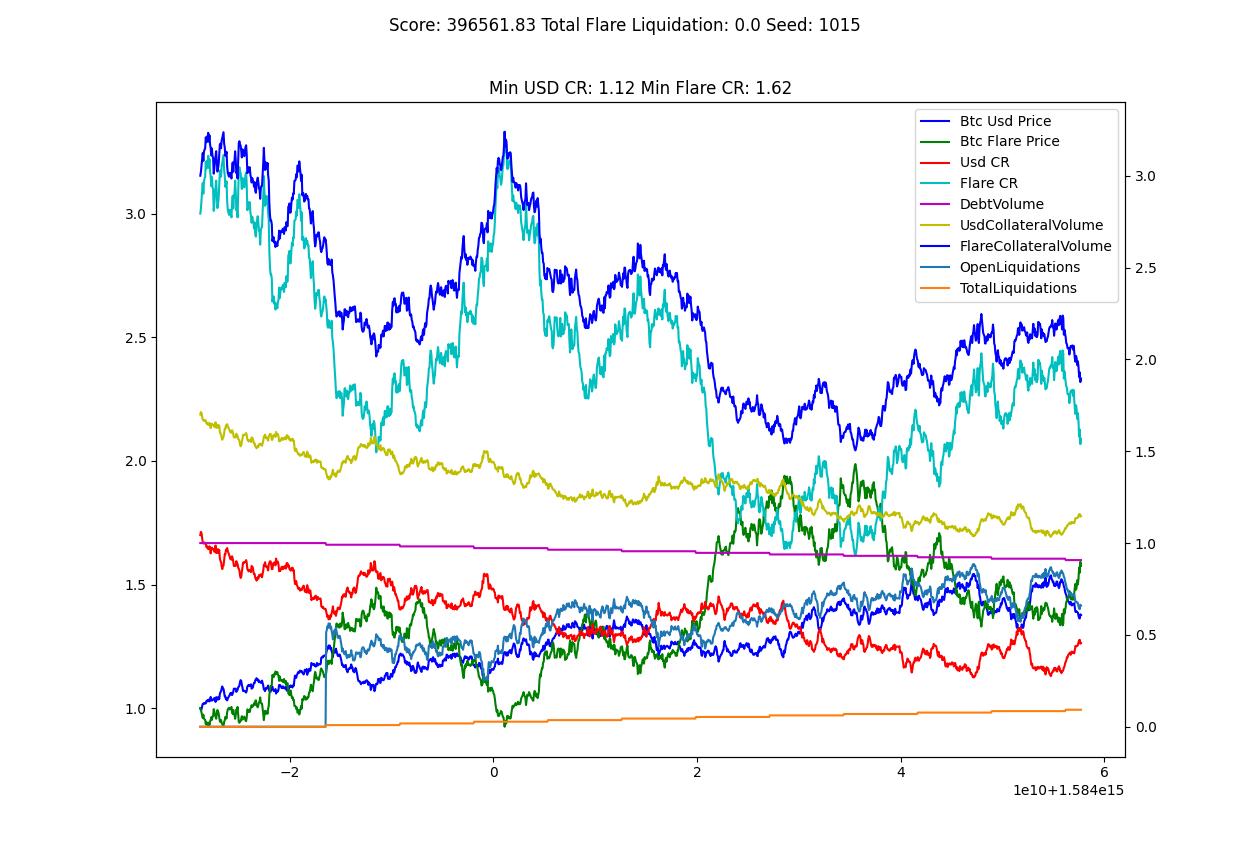 Score: 396561.83 Total Flare Liquidation: 0.0 Seed: 1015
Min USD CR: 1.12 Min Flare CR: 1.62
Btc Usd Price
Btc Flare Price
Usd CR
Flare CR
DebtVolume
UsdCollateralVolume
FlareCollateralVolume
OpenLiquidations
TotalLiquidations
3.0
2.5
2.0
1.5
1.0
3.0
2.5
2.0
1.5
1.0
0.5
0.0
−2
0
2
4
6
1e10+1.584e15